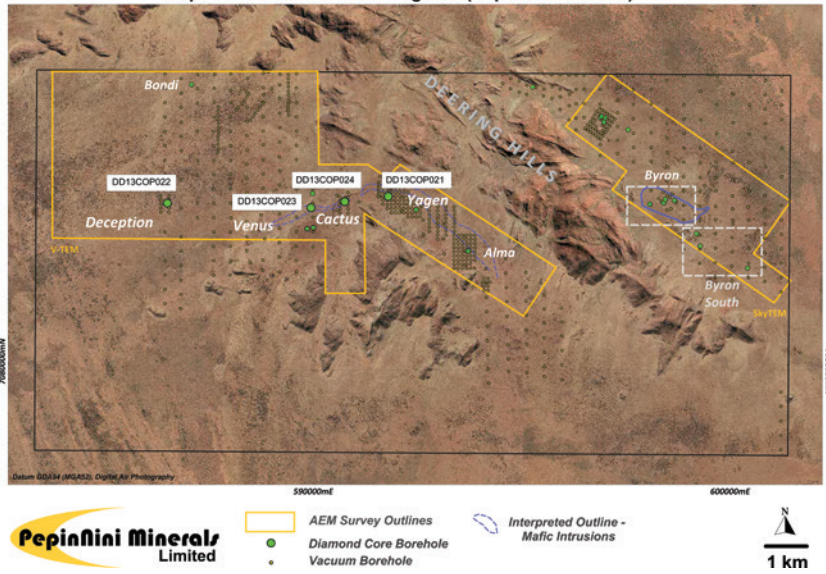 Bondi
DEERING HILLS
DD13COP022
DD13COP024
DD13COP021
Byron
DD13COP023
Yagen
Deception
Venus
Cactus
Alma
V-TEM
Byron
South
SkyTEM
7080000mN
Datum GDA94 (MGA52), Digital Air Photography
590000mE
600000mE
PepinNini Minerals
Limited
AEM Survey Outlines
Diamond Core Borehole
Vacuum Borehole
Interpreted Outline -
Mafic Intrusions
N
1 km